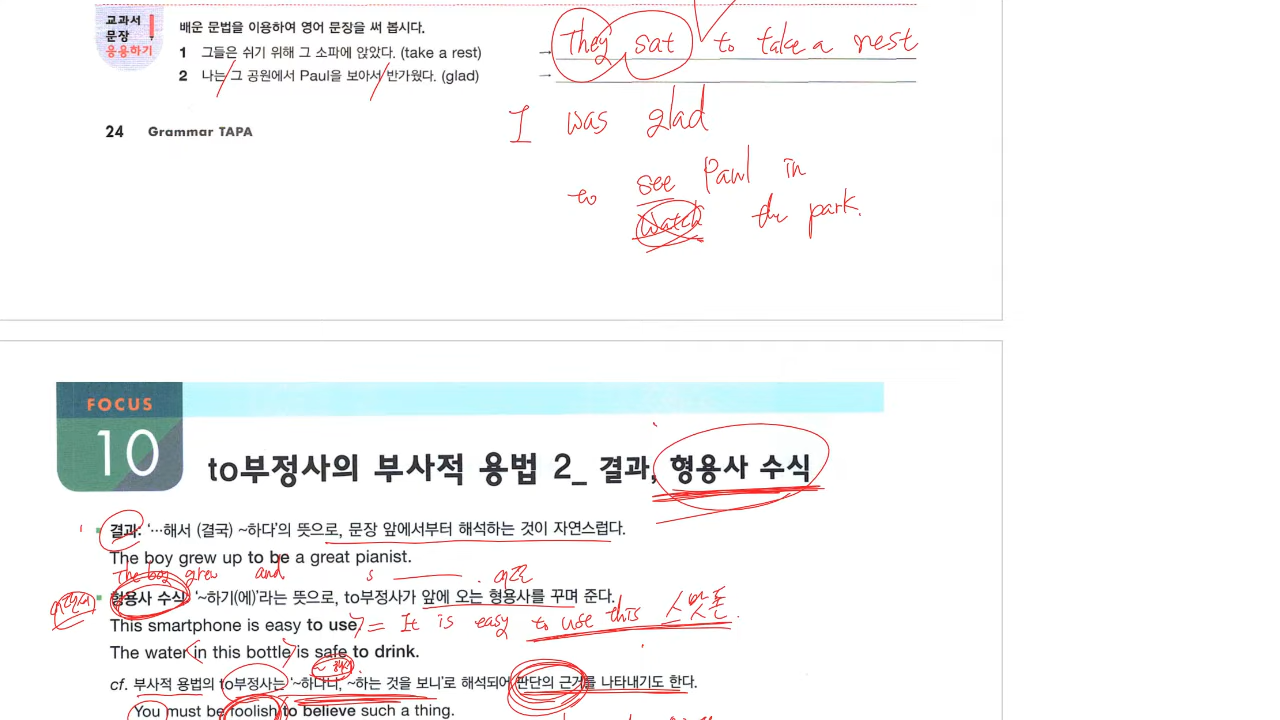 교과서
문장
응용하기
배운 문법을 이용하여 영어 문장을 써 봅시다.
1 그들은 쉬기 위해 그 소파에 앉았다. (take a rest)
→ They sat to take a rest
2 나는 그 공원에서 Paul을 보아서 반가웠다. (glad)
→
I was glad
to see Paul in
watch the park.
24 Grammar TAPA
FOCUS
10
to부정사의 부사적 용법 2_ 결과, 형용사 수식
결과: '…해서 (결국) ~하다'의 뜻으로, 문장 앞에서부터 해석하는 것이 자연스럽다.
The boy grew up to be a great pianist.
The boy grew and s
형용사 수식: '~하기(에)'라는 뜻으로, to부정사가 앞에 오는 형용사를 꾸며 준다.
This smartphone is easy to use. = It is easy to use this 스맛폰.
The water in this bottle is safe to drink.
cf. 부사적 용법의 to부정사는 '~하다니, ~하는 것을 보니'로 해석되어 판단의 근거를 나타내기도 한다.
You must be foolish to believe such a thing.